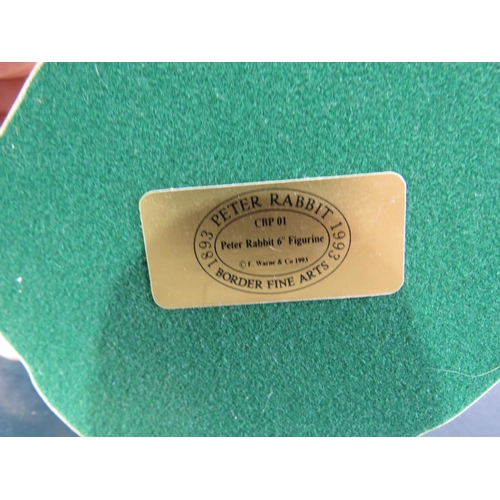 1893 PETER RABBIT 1993
CBP 01
Peter Rabbit 6" Figurine
© F. Warne & Co 1993
BORDER FINE ARTS